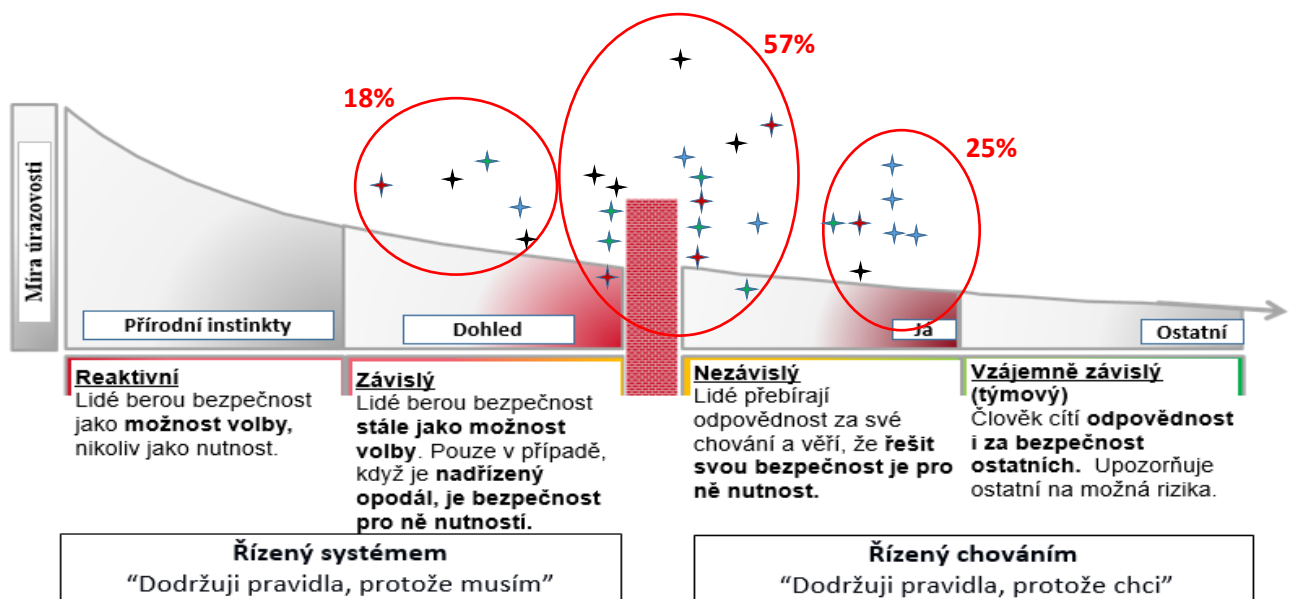 57%
18%
25%
Míra úrazovosti
Přírodní instinkty
Dohled
Já
Ostatní
Reaktivní
Lidé berou bezpečnost
jako možnost volby,
nikoliv jako nutnost.
Závislý
Lidé berou bezpečnost
stále jako možnost
volby. Pouze v případě,
když je nadřízený
opodál, je bezpečnost
pro ně nutností.
Nezávislý
Lidé přebírají
odpovědnost za své
chování a věří, že řešit
svou bezpečnost je pro
ně nutnost.
Vzájemně závislý
(týmový)
Člověk cítí odpovědnost
i za bezpečnost
ostatních. Upozorňuje
ostatní na možná rizika.
Řízený systémem
“Dodržuji pravidla, protože musím”
Řízený chováním
“Dodržuji pravidla, protože chci”